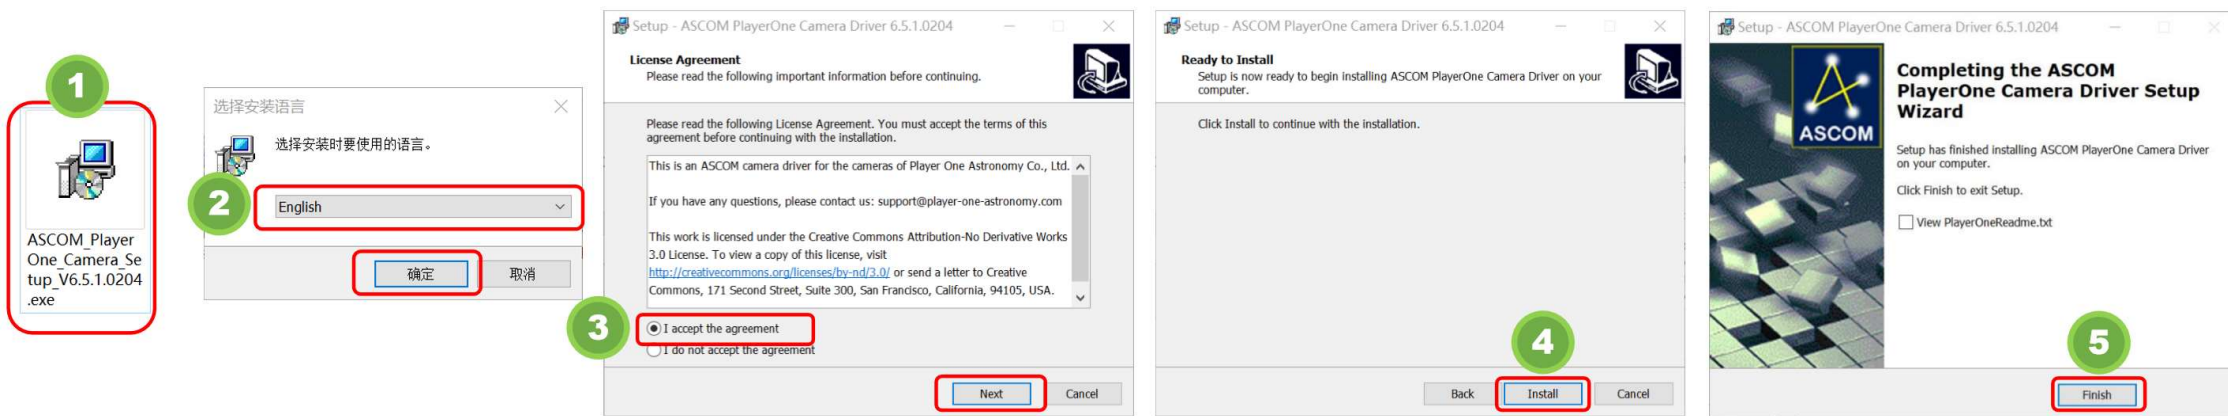 1
ASCOM_Player
One_Camera_Se
tup_V6.5.1.0204
.exe
选择安装语言
选择安装时要使用的语言。
2
English
确定
取消
Setup - ASCOM PlayerOne Camera Driver 6.5.1.0204
License Agreement
Please read the following important information before continuing.
Please read the following License Agreement. You must accept the terms of this
agreement before continuing with the installation.
This is an ASCOM camera driver for the cameras of Player One Astronomy Co., Ltd.
If you have any questions, please contact us: support@player-one-astronomy.com
This work is licensed under the Creative Commons Attribution-No Derivative Works
3.0 License. To view a copy of this license, visit
http://creativecommons.org/licenses/by-nd/3.0/ or send a letter to Creative
Commons, 171 Second Street, Suite 300, San Francisco, California, 94105, USA.
3
I accept the agreement
I do not accept the agreement
Next
Cancel
Setup - ASCOM PlayerOne Camera Driver 6.5.1.0204
Ready to Install
Setup is now ready to begin installing ASCOM PlayerOne Camera Driver on your
computer.
Click Install to continue with the installation.
4
Back
Install
Cancel
Setup - ASCOM PlayerOne Camera Driver 6.5.1.0204
ASCOM
Completing the ASCOM
PlayerOne Camera Driver Setup
Wizard
Setup has finished installing ASCOM PlayerOne Camera Driver
on your computer.
Click Finish to exit Setup.
View PlayerOneReadme.txt
5
Finish